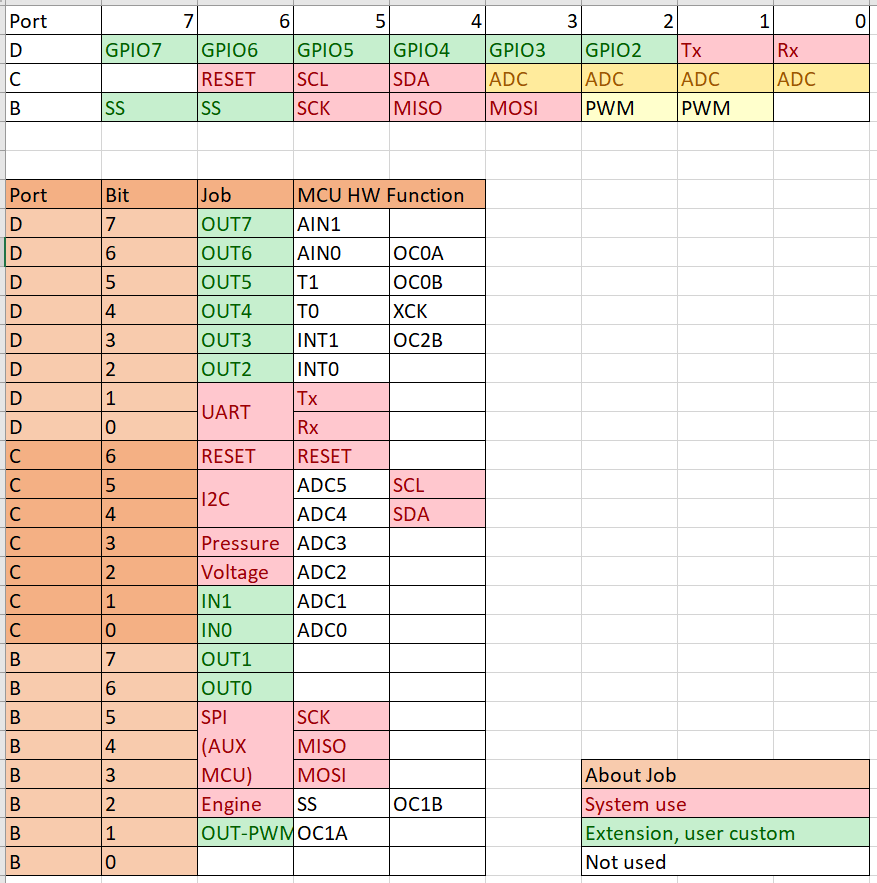 Port 7 6 5 4 3 2 1 0
D GPIO7 GPIO6 GPIO5 GPIO4 GPIO3 GPIO2 Tx Rx
C RESET SCL SDA ADC ADC ADC ADC
B SS SS SCK MISO MOSI PWM PWM
Port Bit Job MCU HW Function
D 7 OUT7 AIN1
D 6 OUT6 AIN0 OC0A
D 5 OUT5 T1 OC0B
D 4 OUT4 T0 XCK
D 3 OUT3 INT1 OC2B
D 2 OUT2 INT0
D 1 UART Tx
D 0 Rx
C 6 RESET RESET
C 5 I2C ADC5 SCL
C 4 ADC4 SDA
C 3 Pressure ADC3
C 2 Voltage ADC2
C 1 IN1 ADC1
C 0 IN0 ADC0
B 7 OUT1
B 6 OUT0
B 5 SPI SCK
B 4 (AUX MISO
B 3 MCU) MOSI About Job
B 2 Engine SS OC1B System use
B 1 OUT-PWM OC1A Extension, user custom
B 0 Not used